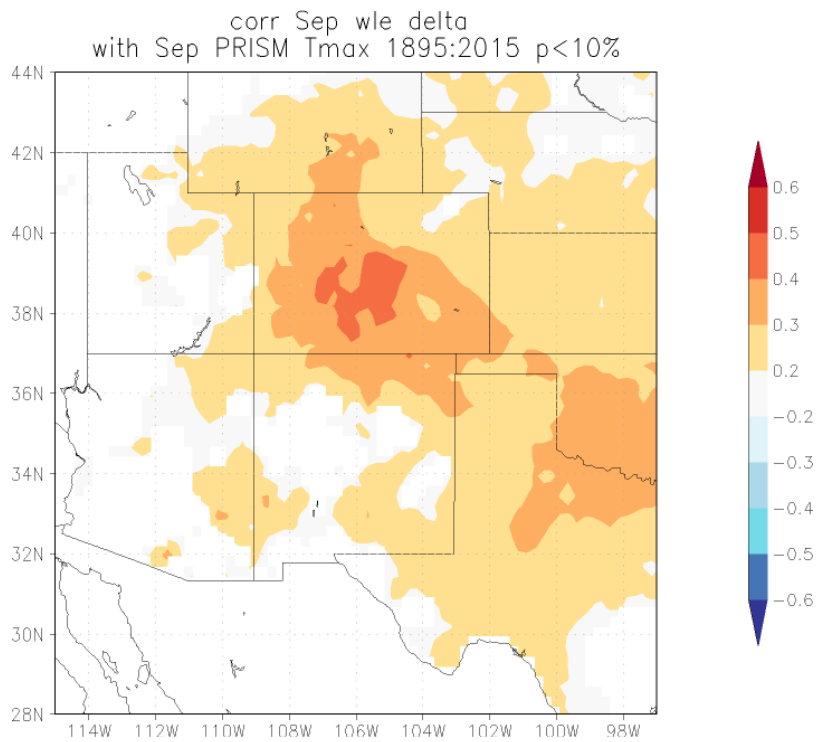 corr Sep wle delta
with Sep PRISM Tmax 1895:2015 p<10%
44N
42N
40N
38N
36N
34N
32N
30N
28N
114W 112W 110W 108W 106W 104W 102W 100W 98W
0.6
0.5
0.4
0.3
0.2
-0.2
-0.3
-0.4
-0.5
-0.6